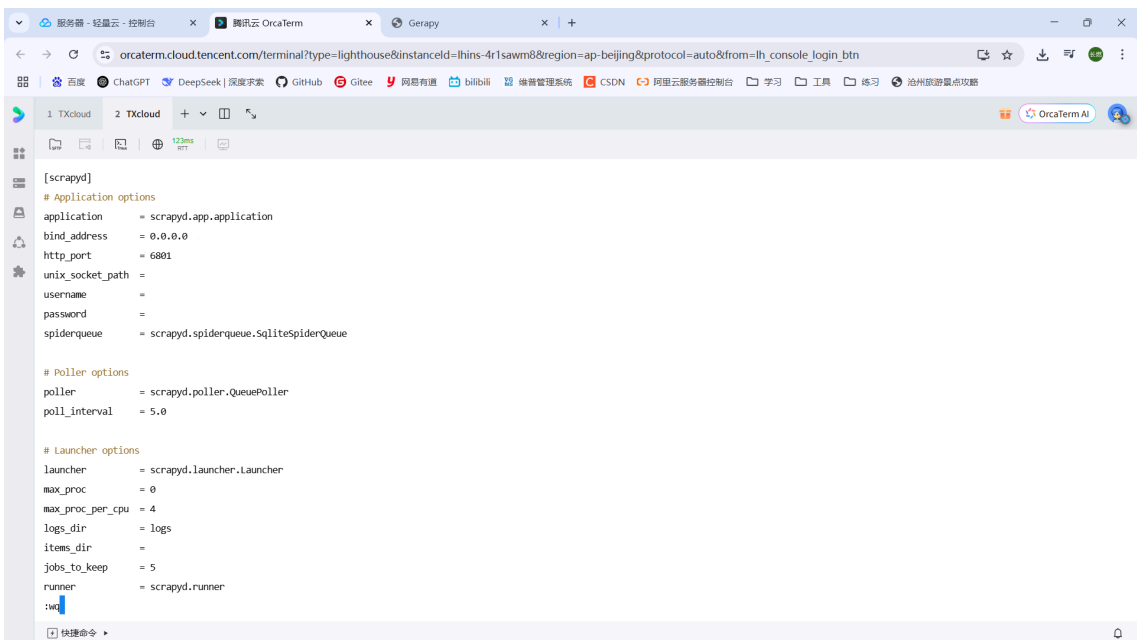 服务器 - 轻量云 - 控制台
腾讯云 OrcaTerm
Gerapy
orcaterm.cloud.tencent.com/terminal?type=lighthouse&instanceId=lhins-4r1sawm8&region=ap-beijing&protocol=auto&from=lh_console_login_btn
百度 ChatGPT DeepSeek | 深度求索 GitHub Gitee 网易有道 bilibili 维普管理系统 CSDN 阿里云服务器控制台 学习 工具 练习 沧州旅游景点攻略
1 TXcloud 2 TXcloud
OrcaTerm AI
123ms
RTT
[scrapyd]
# Application options
application = scrapyd.app.application
bind_address = 0.0.0.0
http_port = 6801
unix_socket_path =
username =
password =
spiderqueue = scrapyd.spiderqueue.SqliteSpiderQueue
# Poller options
poller = scrapyd.poller.QueuePoller
poll_interval = 5.0
# Launcher options
launcher = scrapyd.launcher.Launcher
max_proc = 0
max_proc_per_cpu = 4
logs_dir = logs
items_dir =
jobs_to_keep = 5
runner = scrapyd.runner
:wq
快捷命令